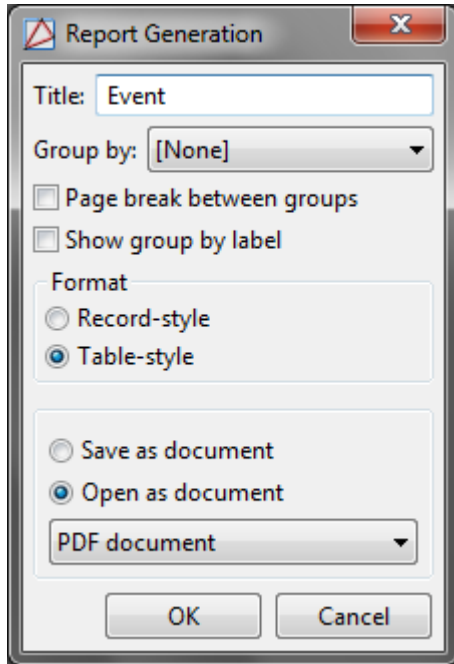 Report Generation
Title: Event
Group by: [None]
Page break between groups
Show group by label
Format
Record-style
Table-style
Save as document
Open as document
PDF document
OK Cancel